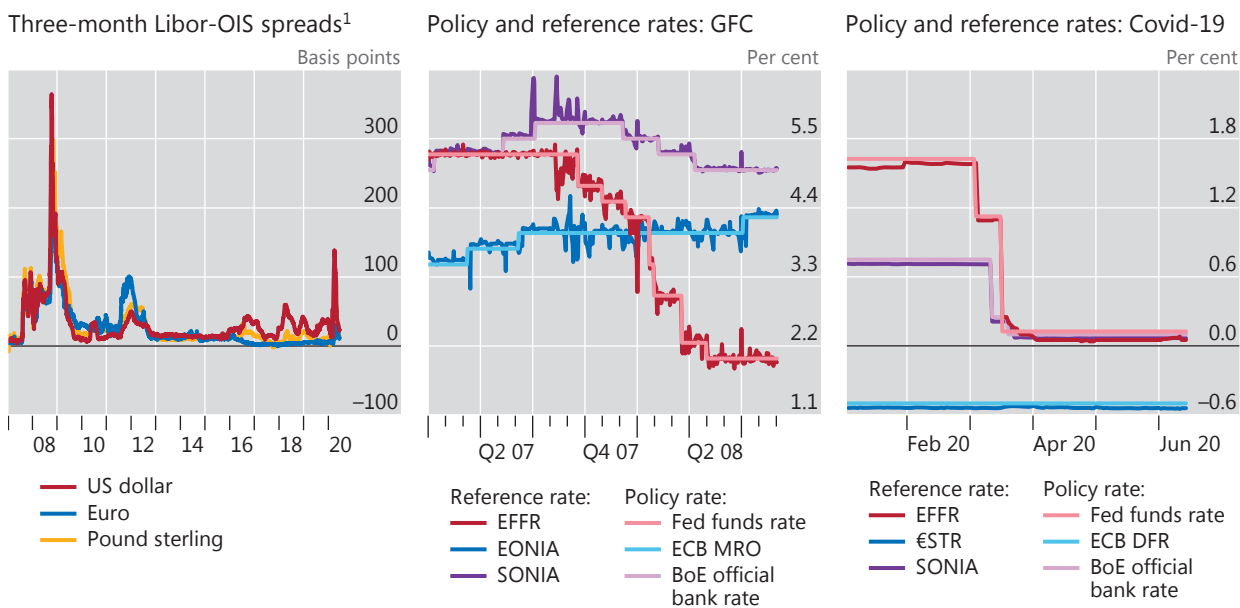 Three-month Libor-OIS spreads1
Basis points
300
200
100
0
–100
08 10 12 14 16 18 20
US dollar
Euro
Pound sterling
Policy and reference rates: GFC
Per cent
5.5
4.4
3.3
2.2
1.1
Q2 07 Q4 07 Q2 08
Reference rate: Policy rate:
EFFR Fed funds rate
EONIA ECB MRO
SONIA BoE official
bank rate
Policy and reference rates: Covid-19
Per cent
1.8
1.2
0.6
0.0
–0.6
Feb 20 Apr 20 Jun 20
Reference rate: Policy rate:
EFFR Fed funds rate
€STR ECB DFR
SONIA BoE official
bank rate